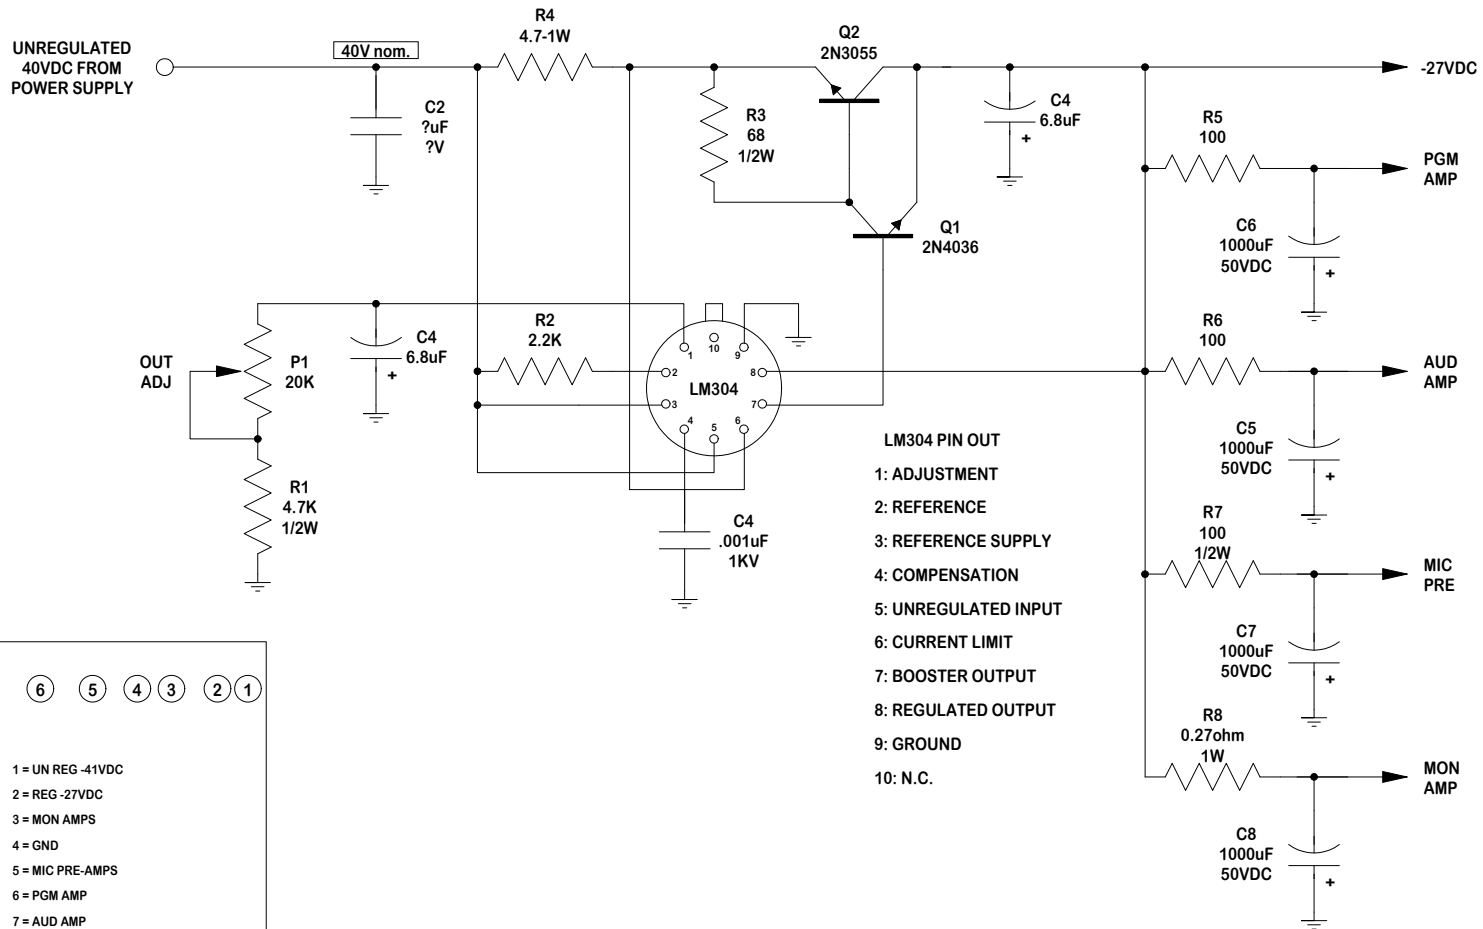 UNREGULATED
40VDC FROM
POWER SUPPLY
40V nom.
C2
?uF
?V
R4
4.7-1W
R3
68
1/2W
Q2
2N3055
C4
6.8uF
+
-27VDC
R5
100
PGM
AMP
C6
1000uF
50VDC
+
Q1
2N4036
OUT
ADJ
P1
20K
C4
6.8uF
+
R2
2.2K
1
10
9
2
8
LM304
3
7
4
5
6
R6
100
AUD
AMP
C5
1000uF
50VDC
+
R1
4.7K
1/2W
C4
.001uF
1KV
LM304 PIN OUT
1: ADJUSTMENT
2: REFERENCE
3: REFERENCE SUPPLY
4: COMPENSATION
5: UNREGULATED INPUT
6: CURRENT LIMIT
7: BOOSTER OUTPUT
8: REGULATED OUTPUT
9: GROUND
10: N.C.
R7
100
1/2W
MIC
PRE
C7
1000uF
50VDC
+
R8
0.27ohm
1W
MON
AMP
C8
1000uF
50VDC
+
6 5 4 3 2 1
1 = UN REG -41VDC
2 = REG -27VDC
3 = MON AMPS
4 = GND
5 = MIC PRE-AMPS
6 = PGM AMP
7 = AUD AMP